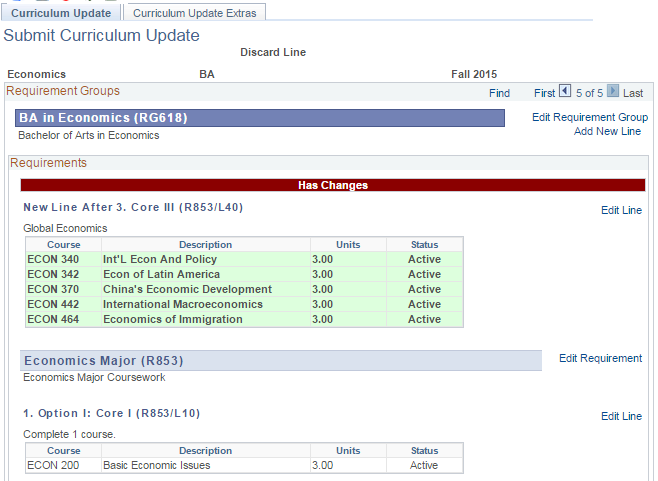 Curriculum Update Curriculum Update Extras
Submit Curriculum Update
Discard Line
Economics BA Fall 2015
Requirement Groups Find First 5 of 5 Last
BA in Economics (RG618) Edit Requirement Group
Bachelor of Arts in Economics Add New Line
Requirements
Has Changes
New Line After 3. Core III (R853/L40) Edit Line
Global Economics
Course Description Units Status
ECON 340 Int'L Econ And Policy 3.00 Active
ECON 342 Econ of Latin America 3.00 Active
ECON 370 China's Economic Development 3.00 Active
ECON 442 International Macroeconomics 3.00 Active
ECON 464 Economics of Immigration 3.00 Active
Economics Major (R853) Edit Requirement
Economics Major Coursework
1. Option I: Core I (R853/L10) Edit Line
Complete 1 course.
Course Description Units Status
ECON 200 Basic Economic Issues 3.00 Active